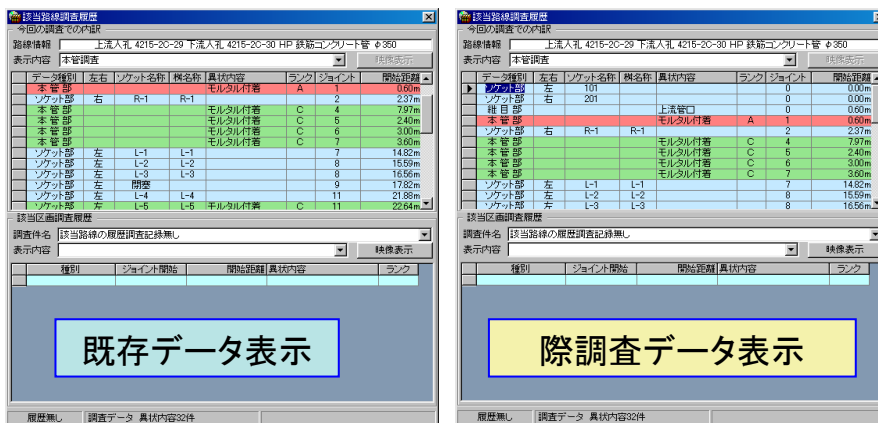 該当路線調査履歴
今回の調査での内訳
路線情報 上流人孔 4215-2C-29 下流人孔 4215-2C-30 HP 鉄筋コンクリート管 φ350
表示内容 本管調査 映像表示
データ種別 左右 ソケット名称 桝名称 異状内容 ランク ジョイント 開始距離
本管部 モルタル付着 A 1 0.60m
ソケット部 右 R-1 R-1 2 2.37m
本管部 モルタル付着 C 4 7.97m
本管部 モルタル付着 C 5 2.40m
本管部 モルタル付着 C 6 3.00m
本管部 モルタル付着 C 7 3.60m
ソケット部 左 L-1 L-1 7 14.82m
ソケット部 左 L-2 L-2 8 15.59m
ソケット部 左 L-3 L-3 8 16.56m
ソケット部 左 閉塞 9 17.82m
ソケット部 左 L-4 L-4 11 21.88m
ソケット部 左 L-5 L-5 モルタル付着 C 11 22.64m
該当区画調査履歴
調査件名 該当路線の履歴調査記録無し
表示内容 映像表示
種別 ジョイント開始 開始距離 異状内容 ランク
既存データ表示
履歴無し 調査データ 異状内容32件
該当路線調査履歴
今回の調査での内訳
路線情報 上流人孔 4215-2C-29 下流人孔 4215-2C-30 HP 鉄筋コンクリート管 φ350
表示内容 本管調査 映像表示
データ種別 左右 ソケット名称 桝名称 異状内容 ランク ジョイント 開始距離
ソケット部 左 101 0 0.00m
ソケット部 右 201 0 0.00m
継目部 上流管口 0 0.60m
本管部 モルタル付着 A 1 0.60m
ソケット部 右 R-1 R-1 2 2.37m
本管部 モルタル付着 C 4 7.97m
本管部 モルタル付着 C 5 2.40m
本管部 モルタル付着 C 6 3.00m
本管部 モルタル付着 C 7 3.60m
ソケット部 左 L-1 L-1 7 14.82m
ソケット部 左 L-2 L-2 8 15.59m
ソケット部 左 L-3 L-3 8 16.56m
該当区画調査履歴
調査件名 該当路線の履歴調査記録無し
表示内容 映像表示
種別 ジョイント開始 開始距離 異状内容 ランク
際調査データ表示
履歴無し 調査データ 異状内容32件